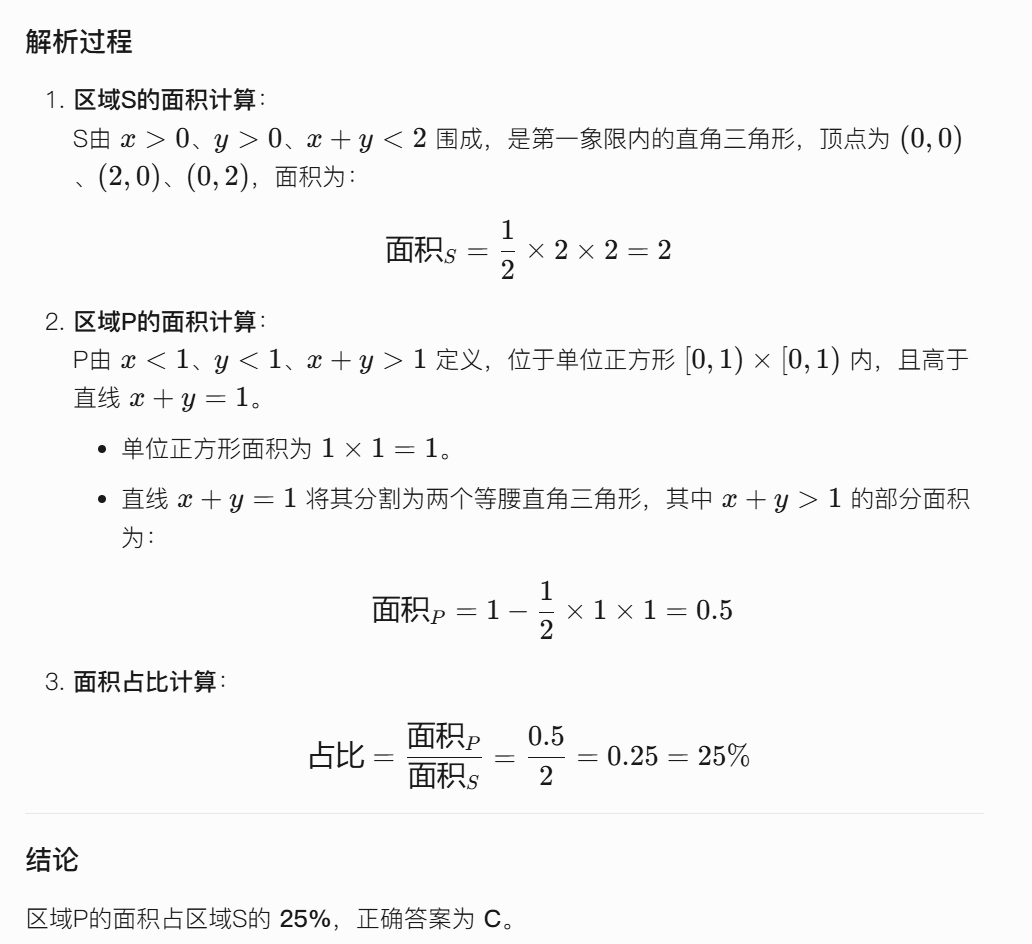 解析过程
1. 区域S的面积计算：
S由 x > 0、y > 0、x + y < 2 围成，是第一象限内的直角三角形，顶点为 (0, 0)
、(2, 0)、(0, 2)，面积为：
面积_S = \frac{1}{2} × 2 × 2 = 2
2. 区域P的面积计算：
P由 x < 1、y < 1、x + y > 1 定义，位于单位正方形 [0, 1) × [0, 1) 内，且高于
直线 x + y = 1。
• 单位正方形面积为 1 × 1 = 1。
• 直线 x + y = 1 将其分割为两个等腰直角三角形，其中 x + y > 1 的部分面积
为：
面积_P = 1 − \frac{1}{2} × 1 × 1 = 0.5
3. 面积占比计算：
占比 = \frac{面积_P}{面积_S} = \frac{0.5}{2} = 0.25 = 25%
结论
区域P的面积占区域S的 25%，正确答案为 C。